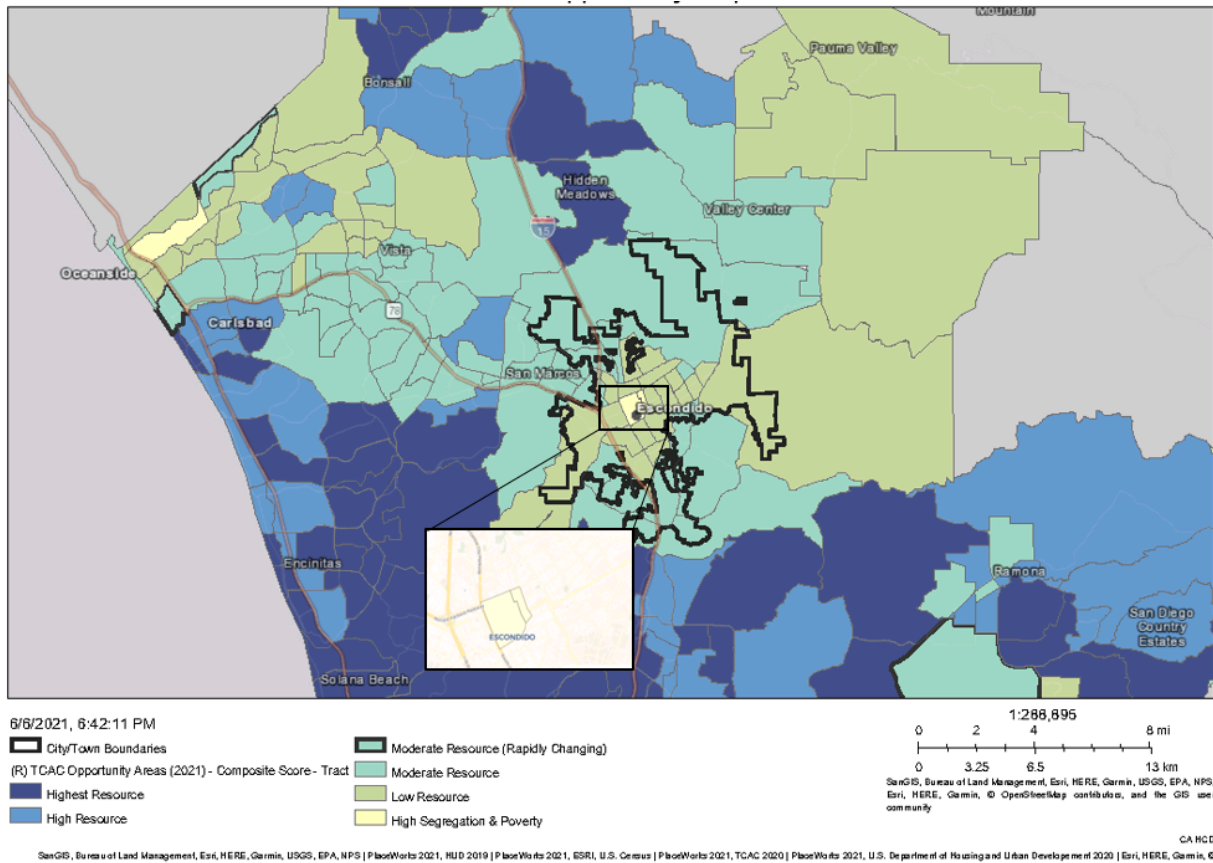 Pauma Valley
Bonsall
Hidden
Meadows
Valley Center
15
Vista
Oceanside
78
Carlsbad
San Marcos
Escondido
Encinitas
ESCONDIDO
Ramona
San Diego
Country
Estates
Solana Beach
6/6/2021, 6:42:11 PM
City/Town Boundaries
(R) TCAC Opportunity Areas (2021) - Composite Score - Tract
Highest Resource
High Resource
Moderate Resource (Rapidly Changing)
Moderate Resource
Low Resource
High Segregation & Poverty
1:288,895
0 2 4 8 mi
0 3.25 6.5 13 km
SanGIS, Bureau of Land Management, Esri, HERE, Garmin, USGS, EPA, NPS,
Esri, HERE, Garmin, © OpenStreetMap contributors, and the GIS user
community
CA HCD
SanGIS, Bureau of Land Management, Esri, HERE, Garmin, USGS, EPA, NPS | PlaceWorks 2021, HUD 2019 | PlaceWorks 2021, ESRI, U.S. Census | PlaceWorks 2021, TCAC 2020 | PlaceWorks 2021, U.S. Department of Housing and Urban Development 2020 | Esri, HERE, Garmin, ©